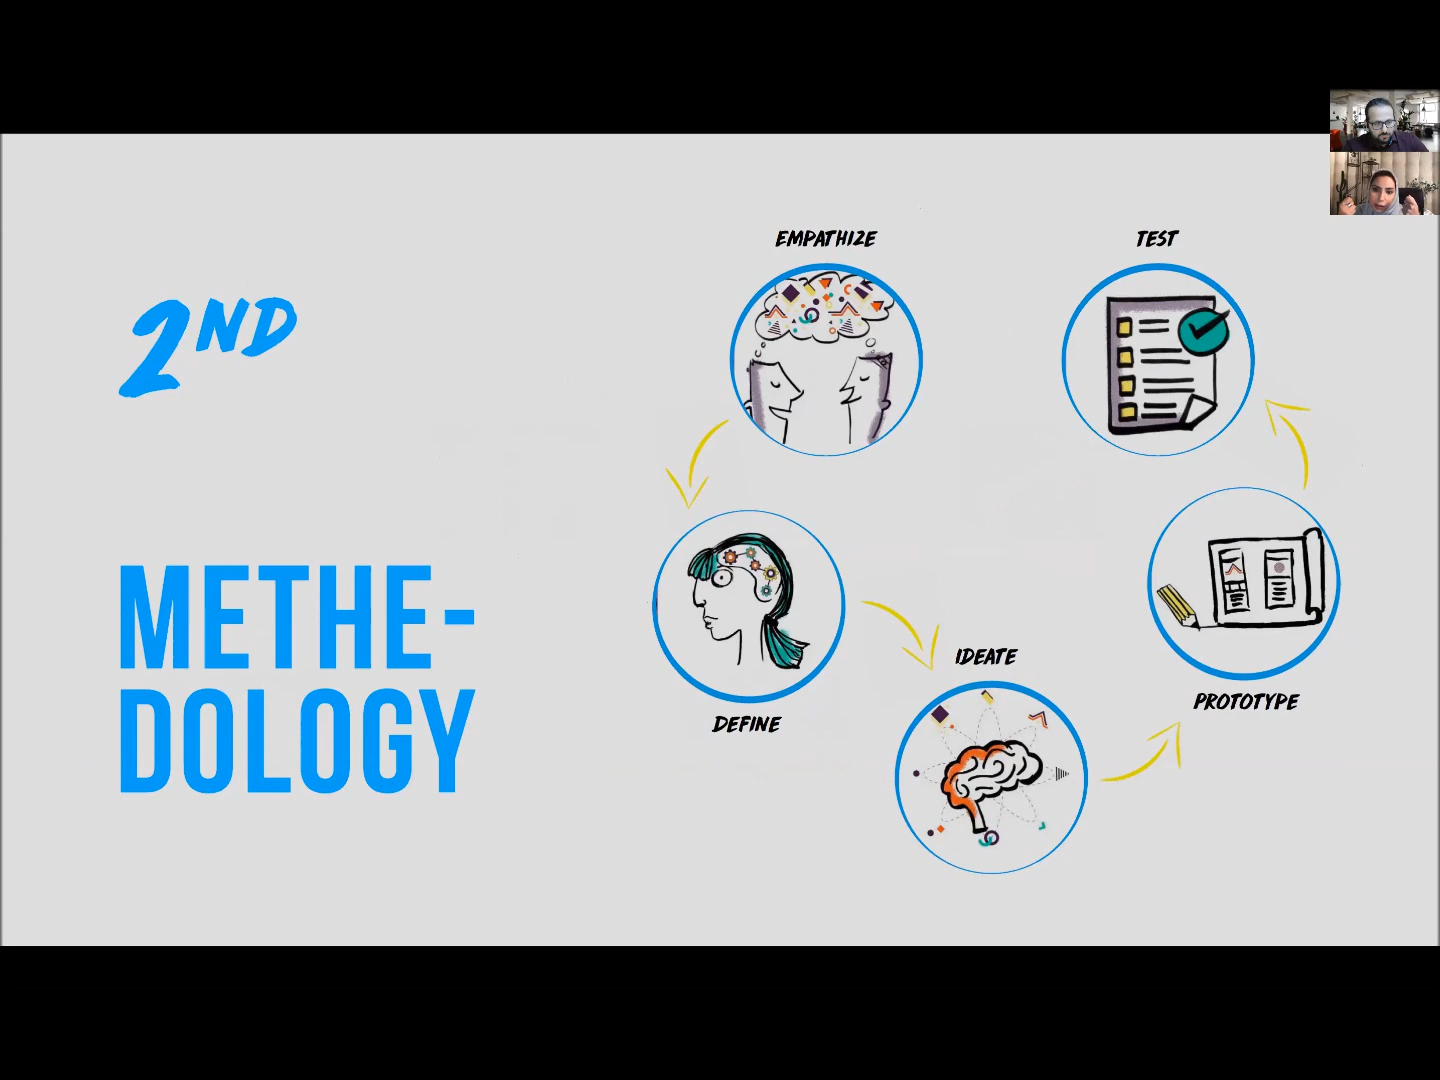 2ND
METHE-
DOLOGY
EMPATHIZE
DEFINE
IDEATE
PROTOTYPE
TEST